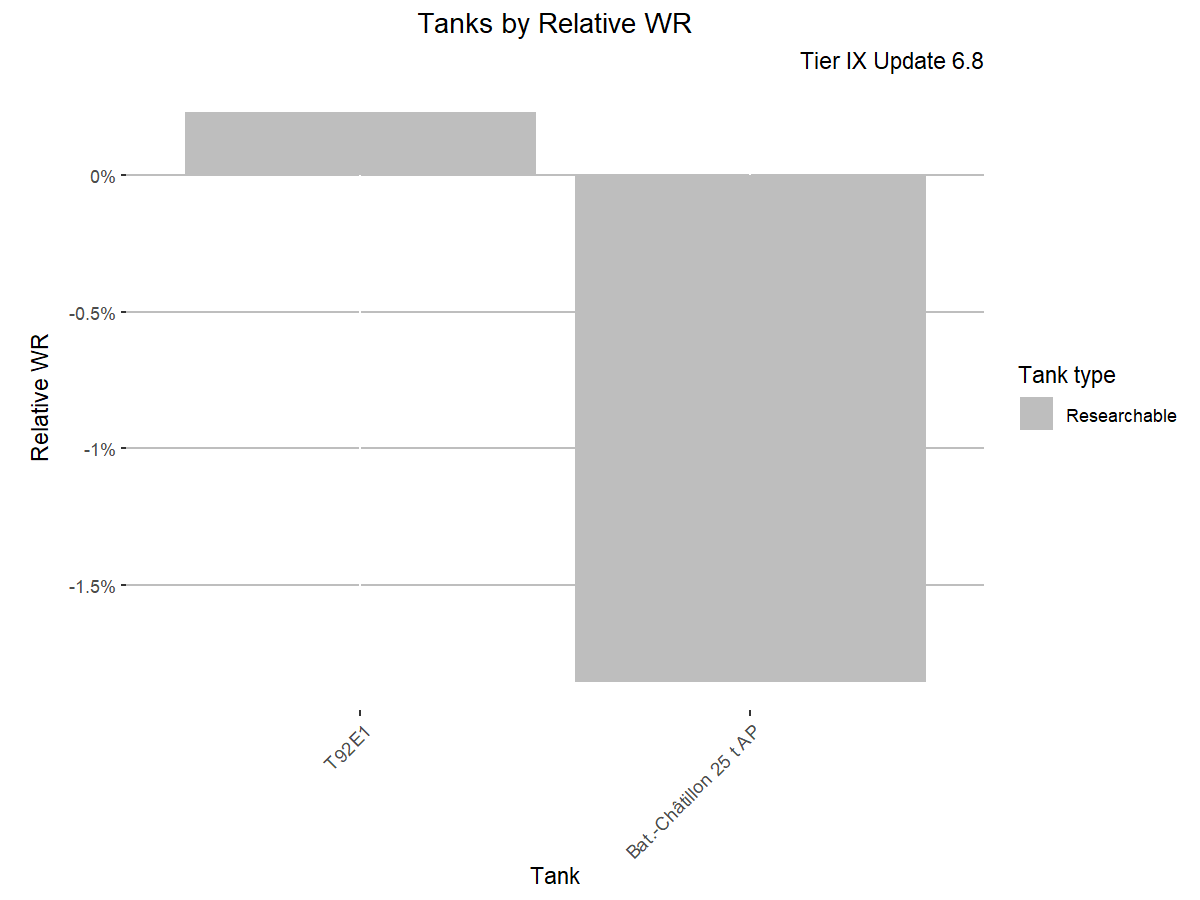 Tanks by Relative WR
Tier IX Update 6.8
0%
-0.5%
-1%
-1.5%
Relative WR
T92E1
Bat.-Châtillon 25 t AP
Tank
Tank type
Researchable